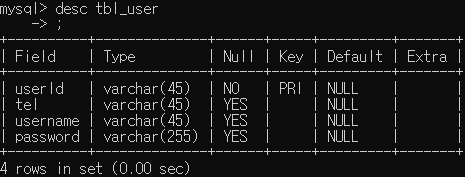 mysql> desc tbl_user
    -> ;
+----------+--------------+------+-----+---------+-------+
| Field    | Type         | Null | Key | Default | Extra |
+----------+--------------+------+-----+---------+-------+
| userId   | varchar(45)  | NO   | PRI | NULL    |       |
| tel      | varchar(45)  | YES  |     | NULL    |       |
| username | varchar(45)  | YES  |     | NULL    |       |
| password | varchar(255) | YES  |     | NULL    |       |
+----------+--------------+------+-----+---------+-------+
4 rows in set (0.00 sec)